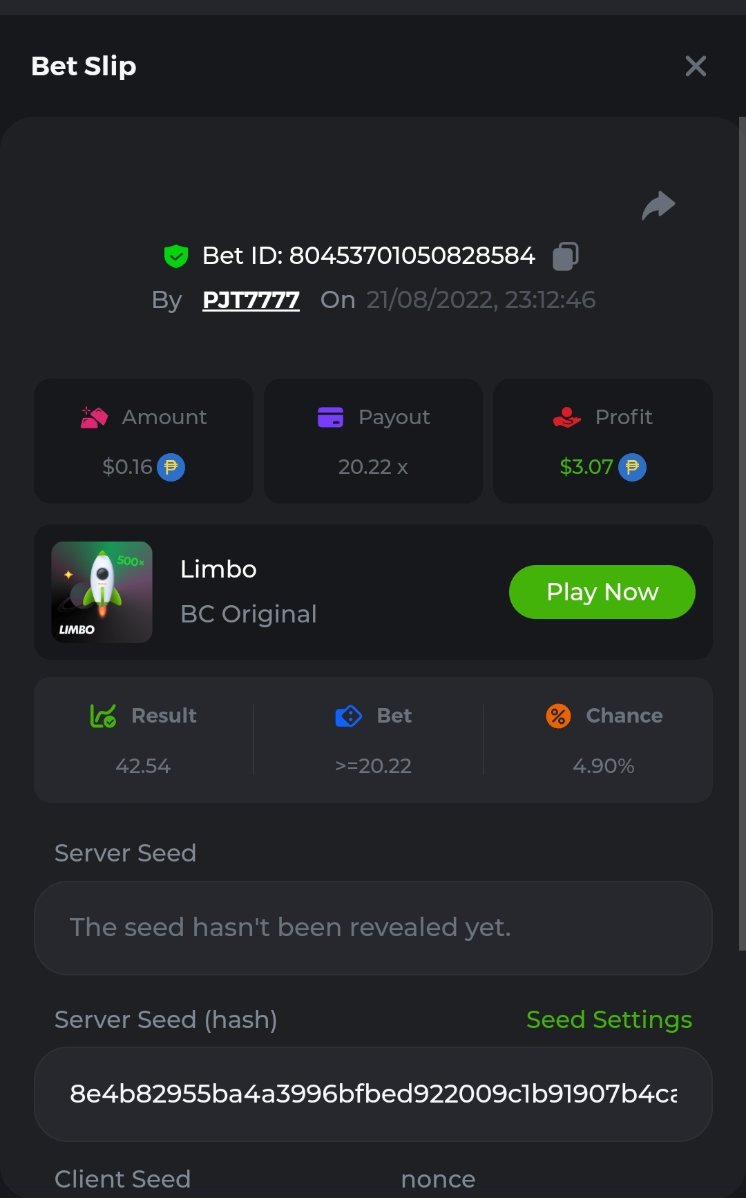 Bet Slip
Bet ID: 80453701050828584
By PJT7777 On 21/08/2022, 23:12:46
Amount Payout Profit
$0.16 20.22 x $3.07
500x
LIMBO
Limbo
BC Original
Play Now
Result Bet Chance
42.54 >=20.22 4.90%
Server Seed
The seed hasn't been revealed yet.
Server Seed (hash) Seed Settings
8e4b82955ba4a3996bfbed922009c1b91907b4ca
Client Seed nonce